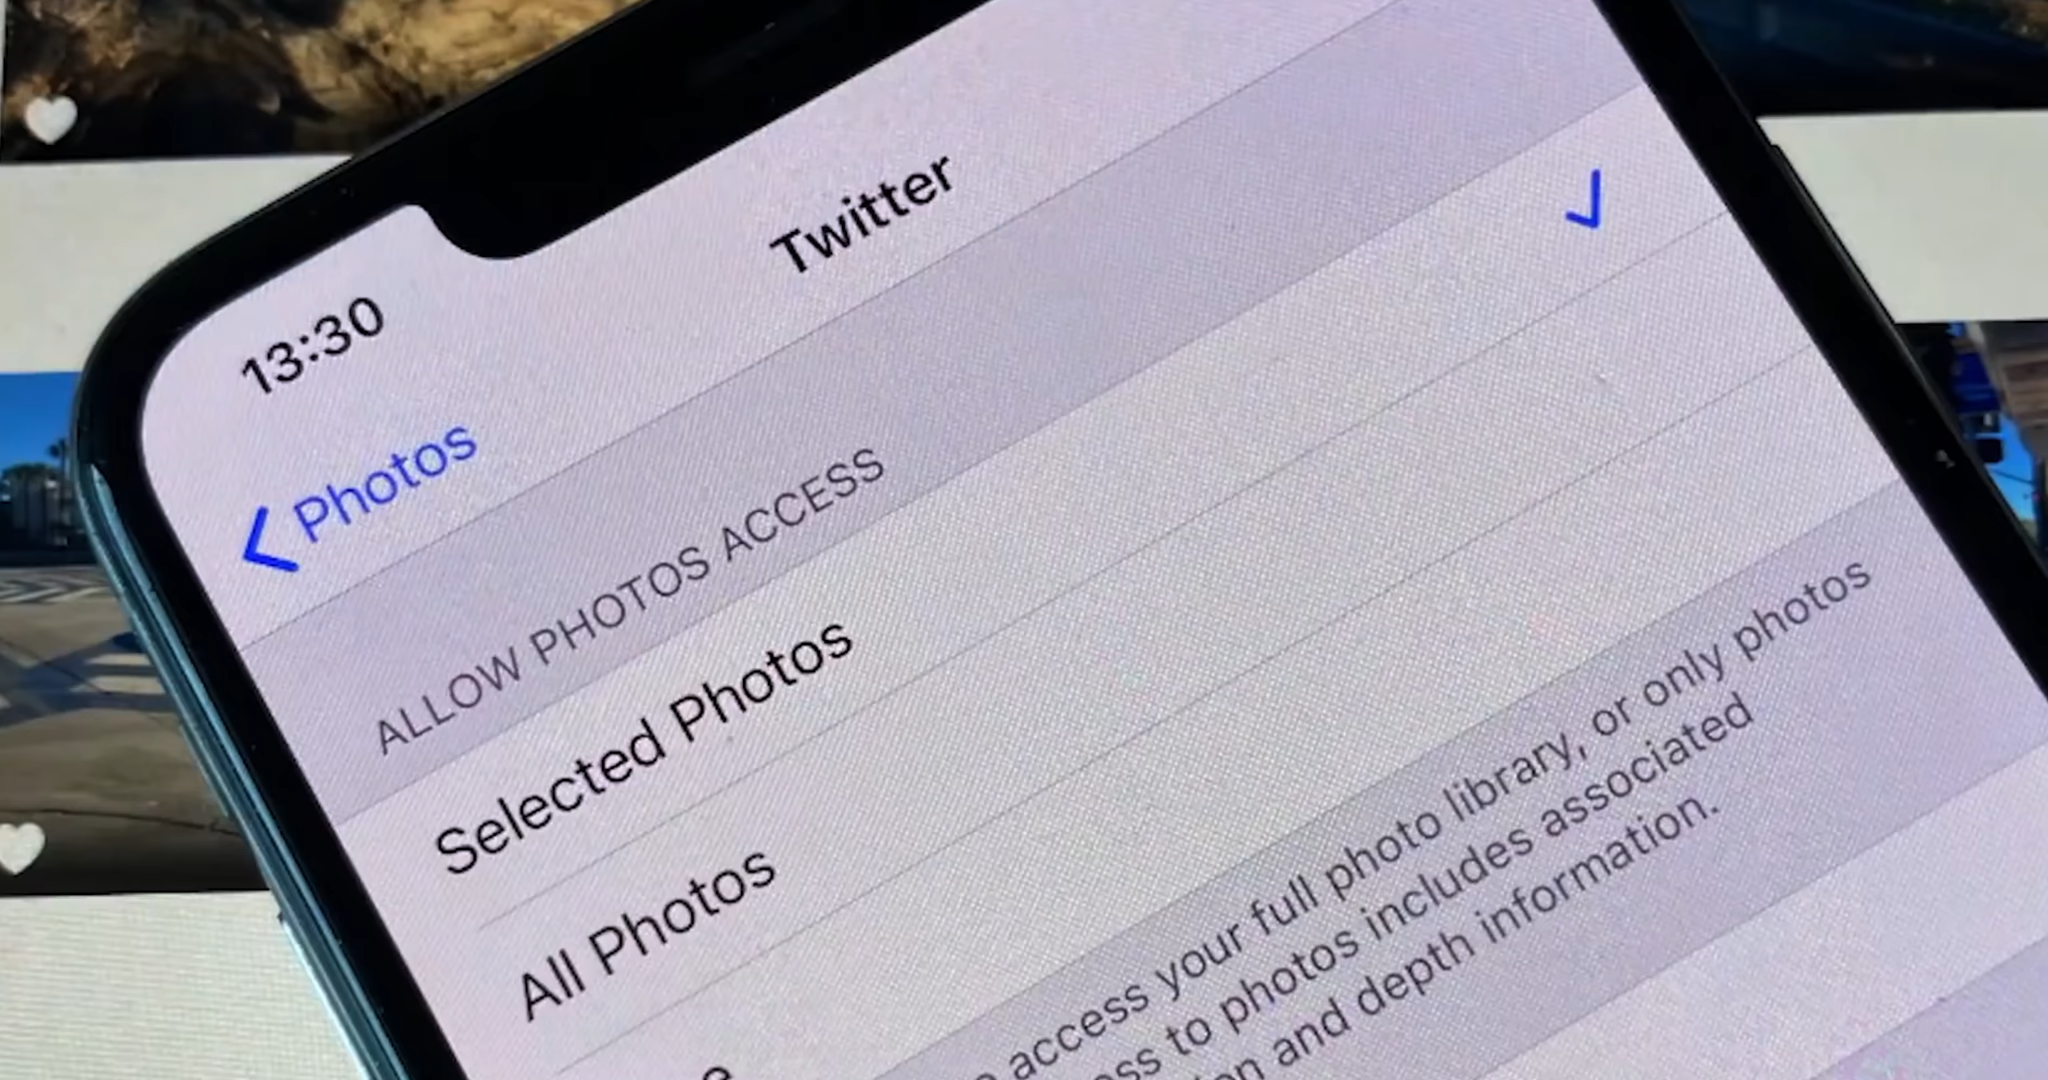 13:30
Twitter
Photos
ALLOW PHOTOS ACCESS
Selected Photos
All Photos
access your full photo library, or only photos
to photos includes associated
and depth information.